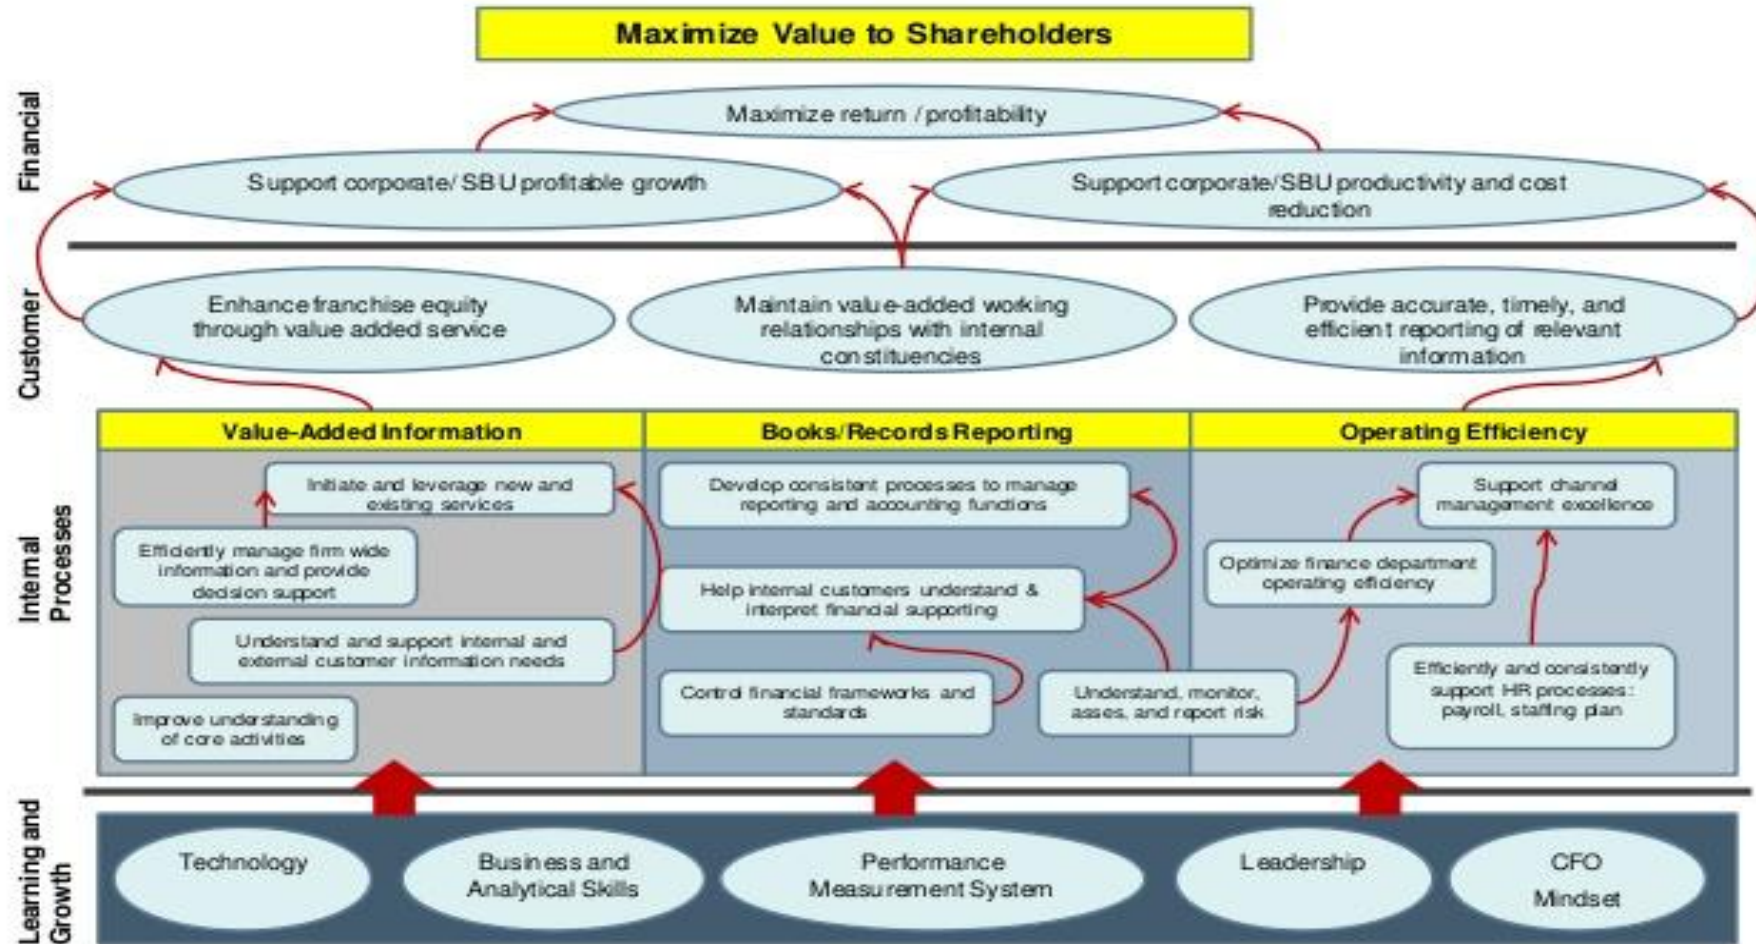 Maximize Value to Shareholders
Financial
Maximize return / profitability
Support corporate/ SBU profitable growth
Support corporate/SBU productivity and cost
reduction
Customer
Enhance franchise equity
through value added service
Maintain value-added working
relationships with internal
constituencies
Provide accurate, timely, and
efficient reporting of relevant
information
Internal
Processes
Value-Added Information
Initiate and leverage new and
existing services
Efficiently manage firm wide
information and provide
decision support
Understand and support internal and
external customer information needs
Improve understanding
of core activities
Books/Records Reporting
Develop consistent processes to manage
reporting and accounting functions
Help internal customers understand &
interpret financial supporting
Control financial frameworks and
standards
Understand, monitor,
asses, and report risk
Operating Efficiency
Support channel
management excellence
Optimize finance department
operating efficiency
Efficiently and consistently
support HR processes:
payroll, staffing plan
Learning and
Growth
Technology
Business and
Analytical Skills
Performance
Measurement System
Leadership
CFO
Mindset